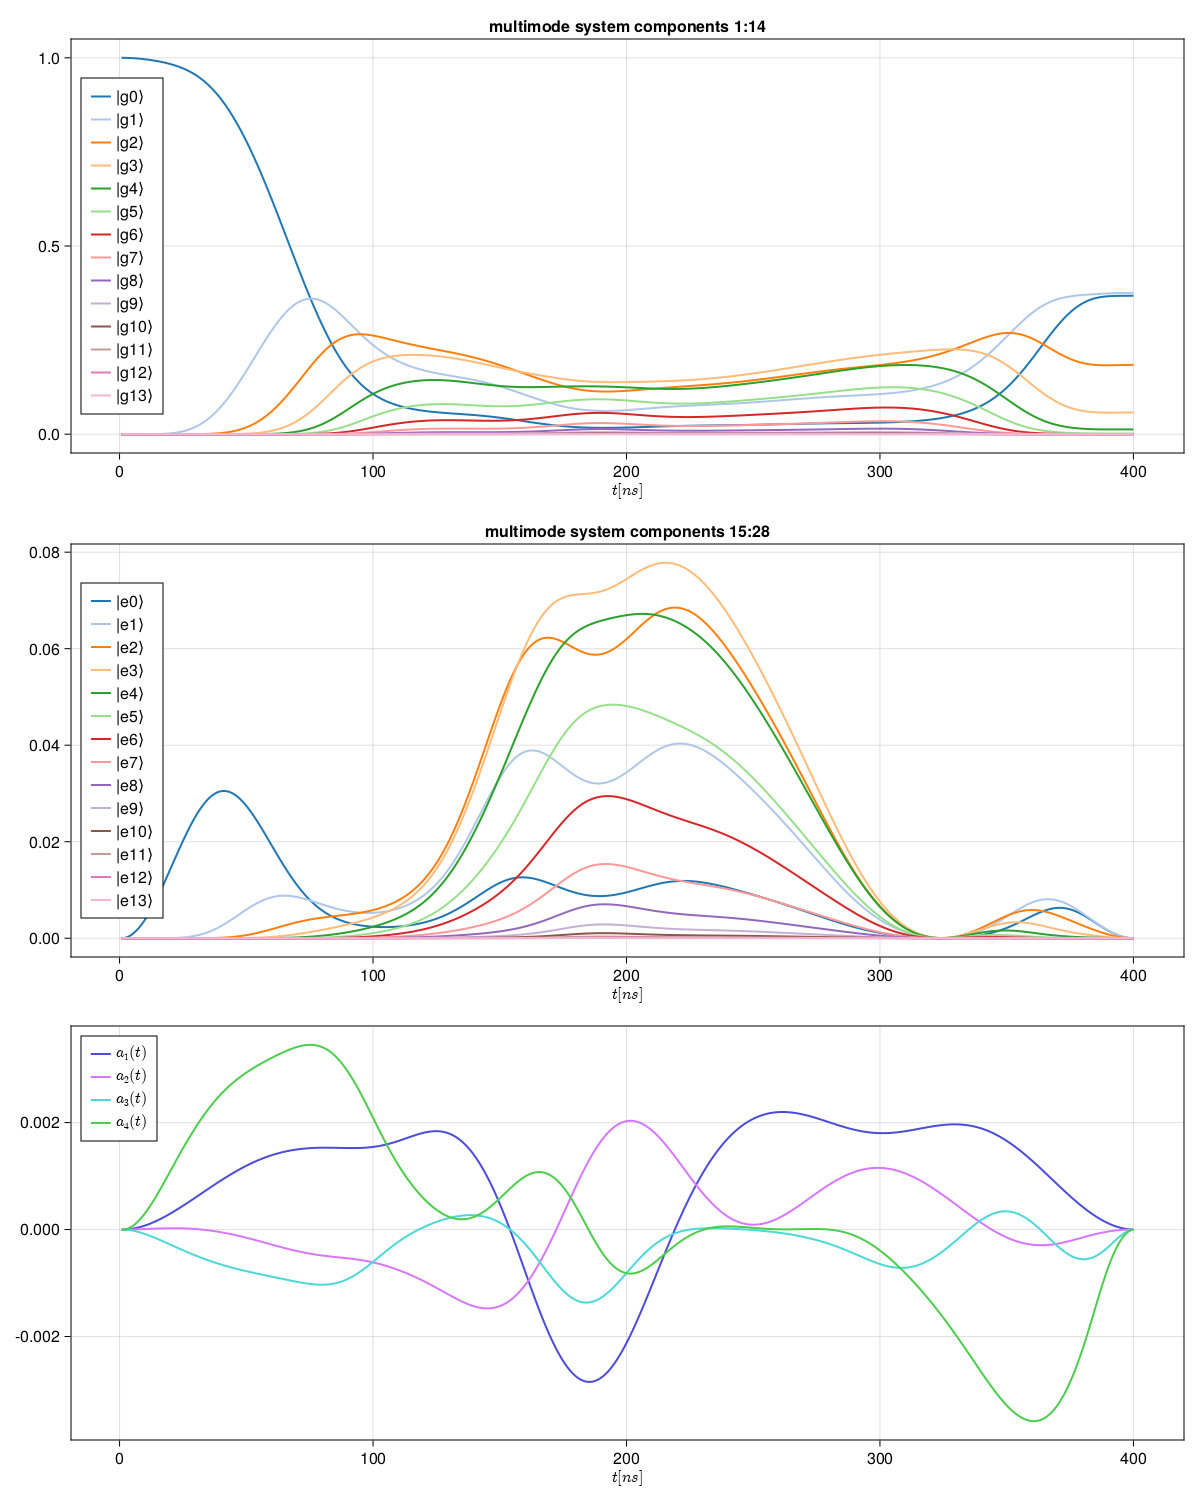 multimode system components 1:14
1.0
0.5
0.0
|g0⟩
|g1⟩
|g2⟩
|g3⟩
|g4⟩
|g5⟩
|g6⟩
|g7⟩
|g8⟩
|g9⟩
|g10⟩
|g11⟩
|g12⟩
|g13⟩
0 100 200 300 400
t[ns]
multimode system components 15:28
0.08
0.06
0.04
0.02
0.00
|e0⟩
|e1⟩
|e2⟩
|e3⟩
|e4⟩
|e5⟩
|e6⟩
|e7⟩
|e8⟩
|e9⟩
|e10⟩
|e11⟩
|e12⟩
|e13⟩
0 100 200 300 400
t[ns]
a₁(t)
a₂(t)
a₃(t)
a₄(t)
0.002
0.000
-0.002
0 100 200 300 400
t[ns]